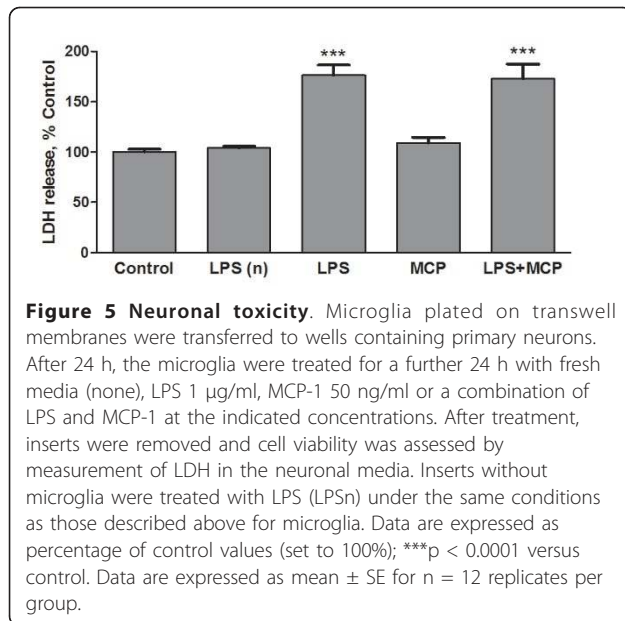 200
*** ***
150
100
50
0
LDH release, % Control
Control LPS (n) LPS MCP LPS+MCP
Figure 5 Neuronal toxicity. Microglia plated on transwell
membranes were transferred to wells containing primary neurons.
After 24 h, the microglia were treated for a further 24 h with fresh
media (none), LPS 1 μg/ml, MCP-1 50 ng/ml or a combination of
LPS and MCP-1 at the indicated concentrations. After treatment,
inserts were removed and cell viability was assessed by
measurement of LDH in the neuronal media. Inserts without
microglia were treated with LPS (LPSn) under the same conditions
as those described above for microglia. Data are expressed as
percentage of control values (set to 100%); ***p < 0.0001 versus
control. Data are expressed as mean ± SE for n = 12 replicates per
group.